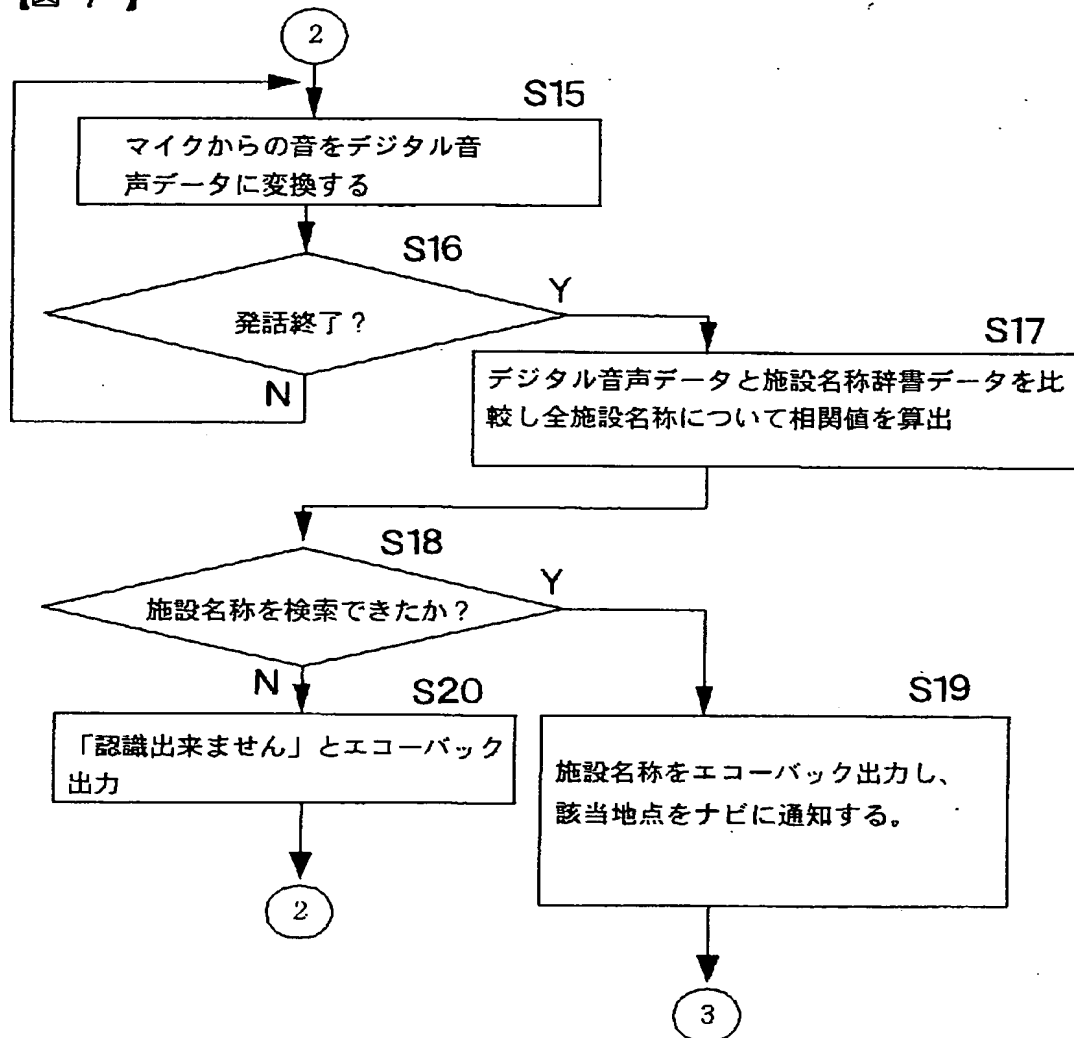 【図 7 】
2
S15
マイクからの音をデジタル音
声データに変換する
S16
発話終了？
Y
N
S17
デジタル音声データと施設名称辞書データを比
較し全施設名称について相関値を算出
S18
施設名称を検索できたか？
Y
N
S20
「認識出来ません」とエコーバック
出力
S19
施設名称をエコーバック出力し、
該当地点をナビに通知する。
2
3